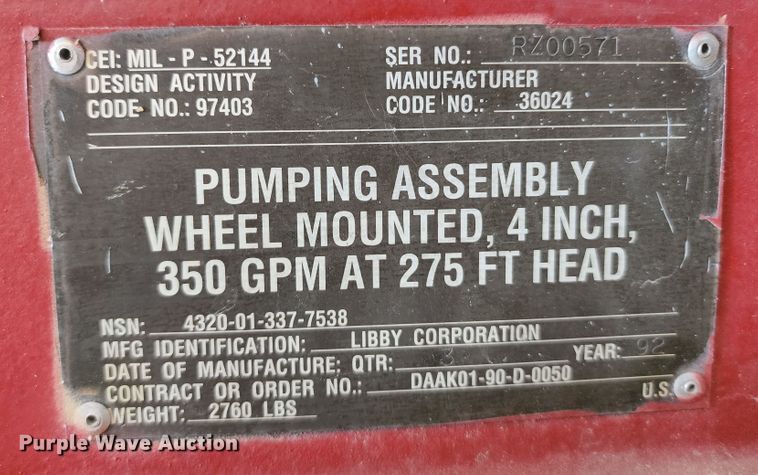 CEI: MIL - P - 52144 SER NO.: RZ00571
DESIGN ACTIVITY MANUFACTURER
CODE NO.: 97403 CODE NO.: 36024
PUMPING ASSEMBLY
WHEEL MOUNTED, 4 INCH,
350 GPM AT 275 FT HEAD
NSN: 4320-01-337-7538
MFG IDENTIFICATION: LIBBY CORPORATION
DATE OF MANUFACTURE; QTR: 3 YEAR: 92
CONTRACT OR ORDER NO.: DAAK01-90-D-0050
WEIGHT: 2760 LBS U.S.
Purple Wave Auction